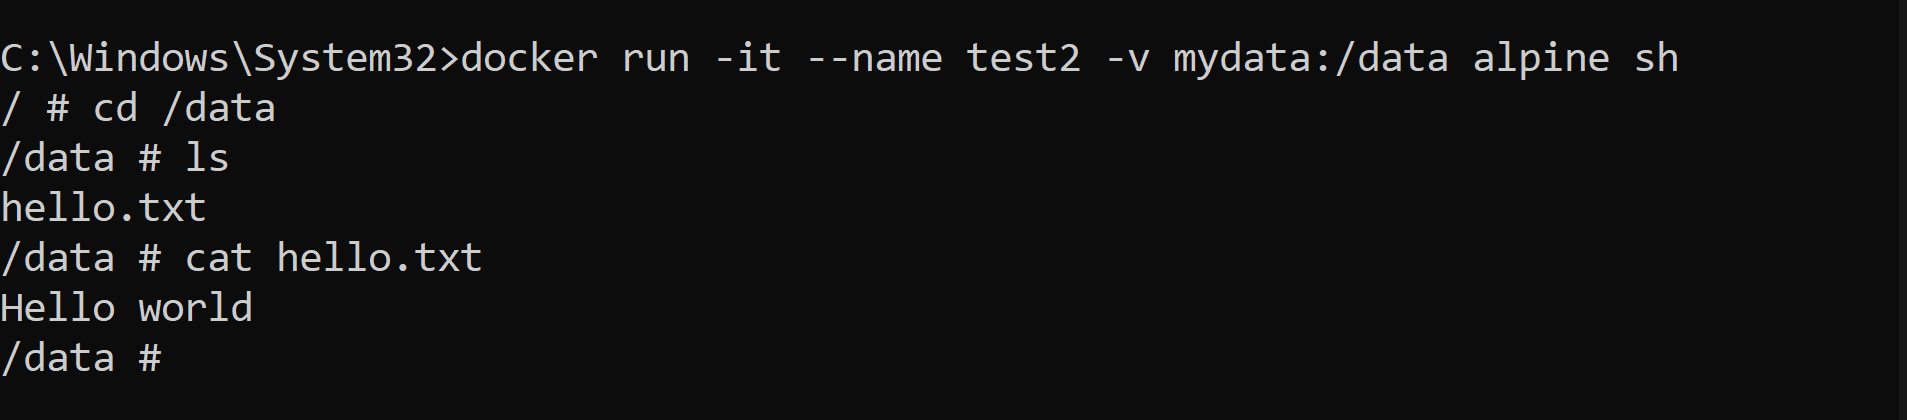 C:\Windows\System32>docker run -it --name test2 -v mydata:/data alpine sh
/ # cd /data
/data # ls
hello.txt
/data # cat hello.txt
Hello world
/data #